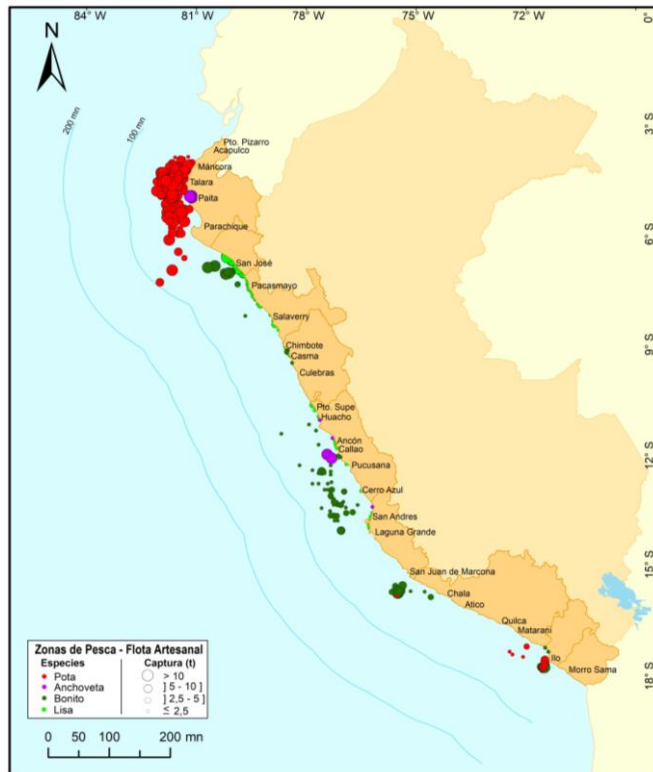 84° W 81° W 78° W 75° W 72° W 0°
N
200 mn
100 mn
3° S
Pto. Pizarro
Acapulco
Máncora
Talara
Paita
Parachique
6° S
San José
Pacasmayo
Salaverry
9° S
Chimbote
Casma
Culebras
Pto. Supe
Huacho
Ancón
Callao
12° S
Pucusana
Cerro Azul
San Andres
Laguna Grande
15° S
San Juan de Marcona
Chala
Atico
Quilca
Matarani
Ilo
Morro Sama
18° S
Zonas de Pesca - Flota Artesanal
Especies Captura (t)
Pota > 10
Anchoveta ] 5 - 10 ]
Bonito ] 2,5 - 5 ]
Lisa ≤ 2,5
0 50 100 200 mn